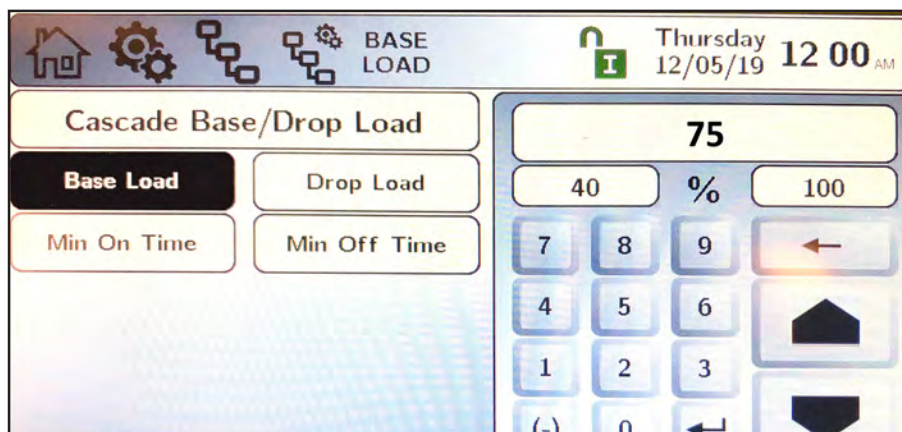 BASE
LOAD
I
Thursday
12/05/19
12 00 AM
Cascade Base/Drop Load
Base Load
Drop Load
Min On Time
Min Off Time
75
40 % 100
7 8 9
4 5 6
1 2 3
(-) 0